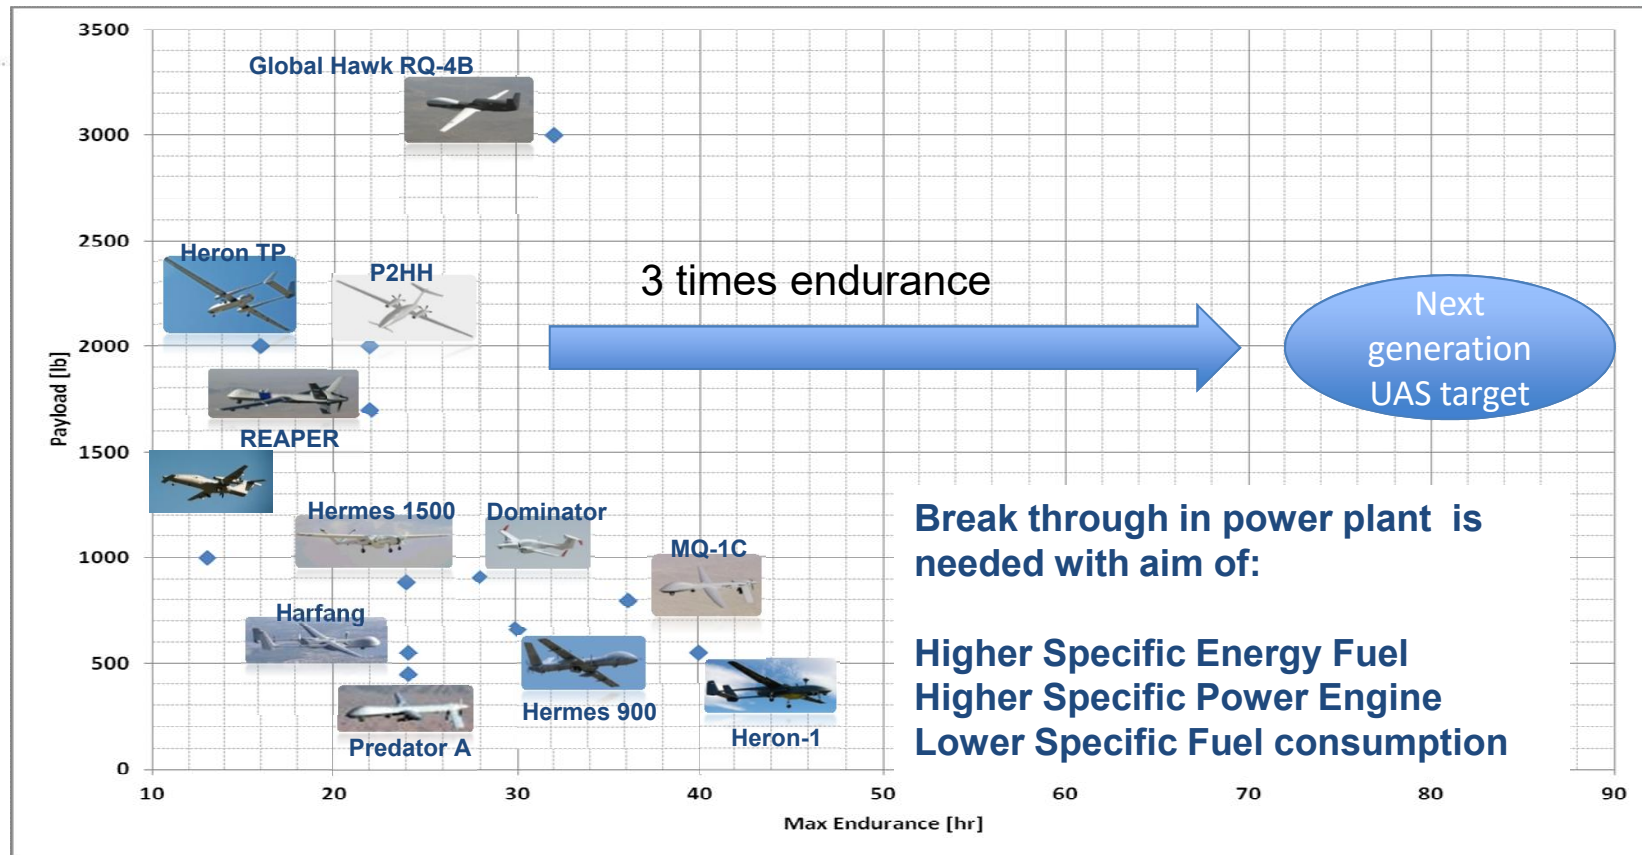 3500
Global Hawk RQ-4B
3000
2500
Heron TP
P2HH
3 times endurance
Next
generation
UAS target
2000
Payload [lb]
REAPER
1500
Hermes 1500
Dominator
MQ-1C
1000
Break through in power plant is
needed with aim of:
Harfang
Higher Specific Energy Fuel
Higher Specific Power Engine
Lower Specific Fuel consumption
500
Hermes 900
Heron-1
Predator A
0
10 20 30 40 50 60 70 80 90
Max Endurance [hr]